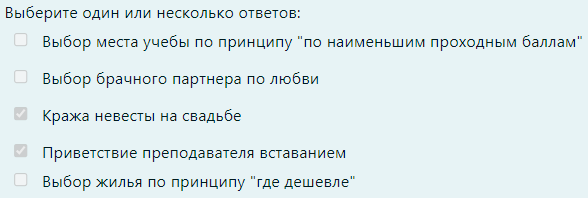 Выберите один или несколько ответов:
Выбор места учебы по принципу "по наименьшим проходным баллам"
Выбор брачного партнера по любви
Кража невесты на свадьбе
Приветствие преподавателя вставанием
Выбор жилья по принципу "где дешевле"